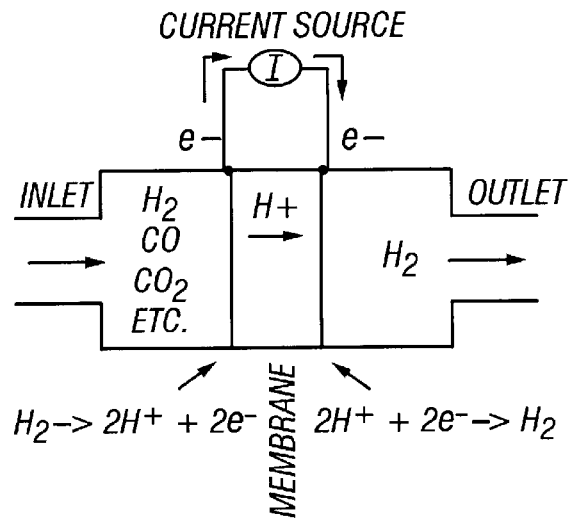 CURRENT SOURCE
I
e– e–
INLET
H2
CO
CO2
ETC.
H+
H2
OUTLET
H2–> 2H+ + 2e-
MEMBRANE
2H+ + 2e-–> H2